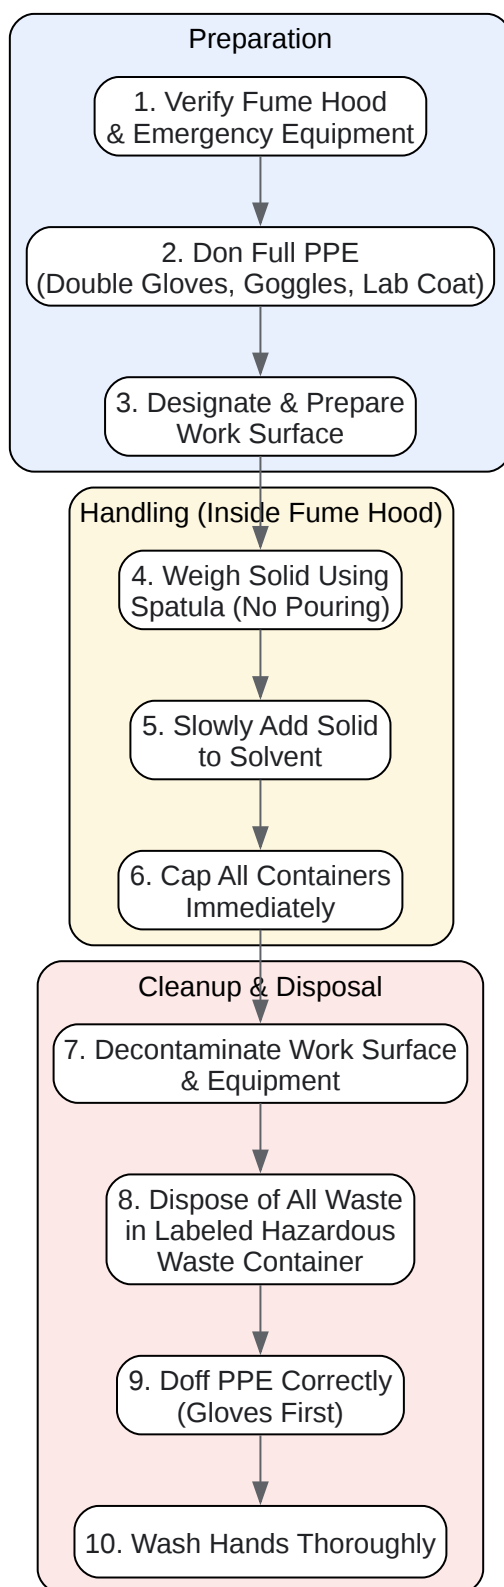 Preparation
1. Verify Fume Hood
& Emergency Equipment
2. Don Full PPE
(Double Gloves, Goggles, Lab Coat)
3. Designate & Prepare
Work Surface
Handling (Inside Fume Hood)
4. Weigh Solid Using
Spatula (No Pouring)
5. Slowly Add Solid
to Solvent
6. Cap All Containers
Immediately
Cleanup & Disposal
7. Decontaminate Work Surface
& Equipment
8. Dispose of All Waste
in Labeled Hazardous
Waste Container
9. Doff PPE Correctly
(Gloves First)
10. Wash Hands Thoroughly